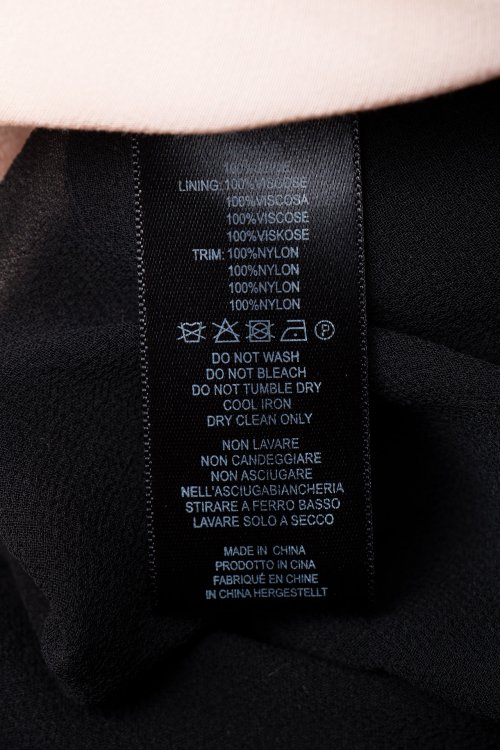 LINING: 100%VISCOSE
100%VISCOSA
100%VISCOSE
100%VISKOSE
TRIM: 100%NYLON
100%NYLON
100%NYLON
100%NYLON
P
DO NOT WASH
DO NOT BLEACH
DO NOT TUMBLE DRY
COOL IRON
DRY CLEAN ONLY
NON LAVARE
NON CANDEGGIARE
NON ASCIUGARE
NELL'ASCIUGABIANCHERIA
STIRARE A FERRO BASSO
LAVARE SOLO A SECCO
MADE IN CHINA
PRODOTTO IN CINA
FABRIQUÉ EN CHINE
IN CHINA HERGESTELLT